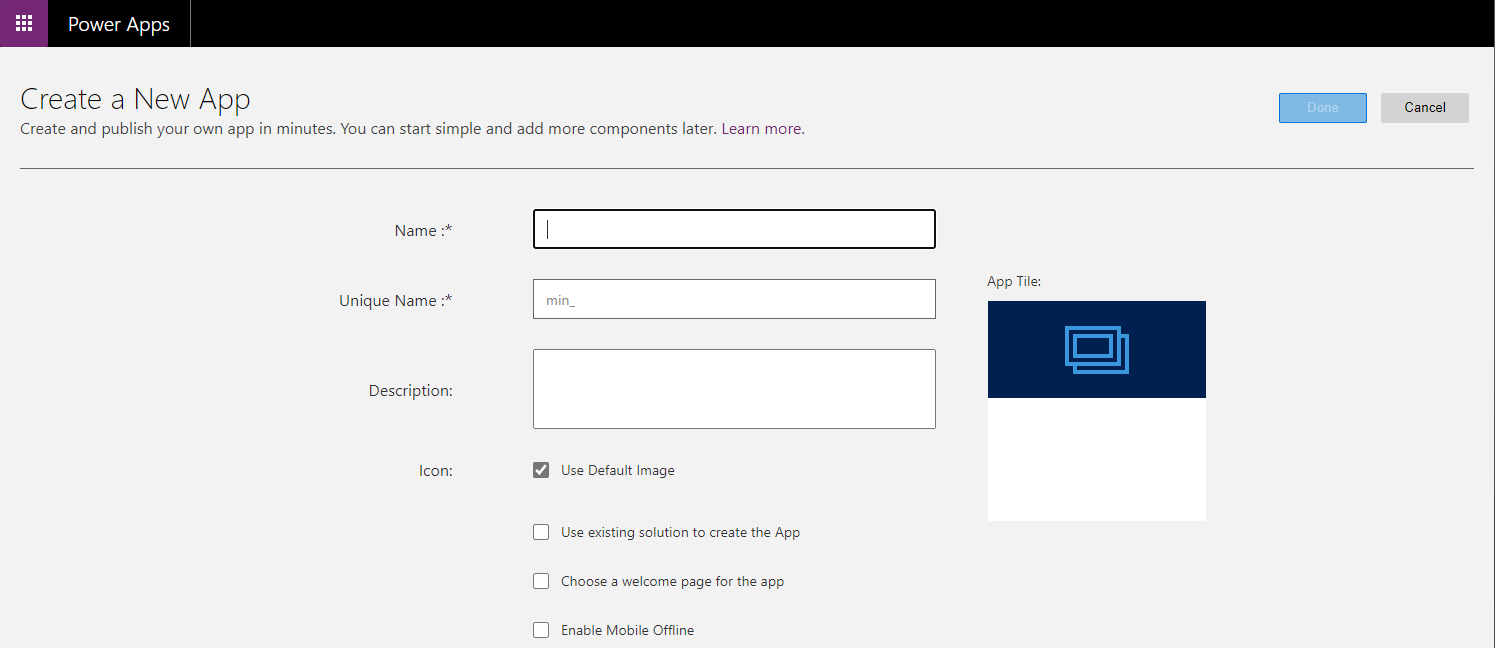 Power Apps
Create a New App
Create and publish your own app in minutes. You can start simple and add more components later. Learn more.
Done
Cancel
Name :*
Unique Name :*
min_
App Tile:
Description:
Icon:
Use Default Image
Use existing solution to create the App
Choose a welcome page for the app
Enable Mobile Offline